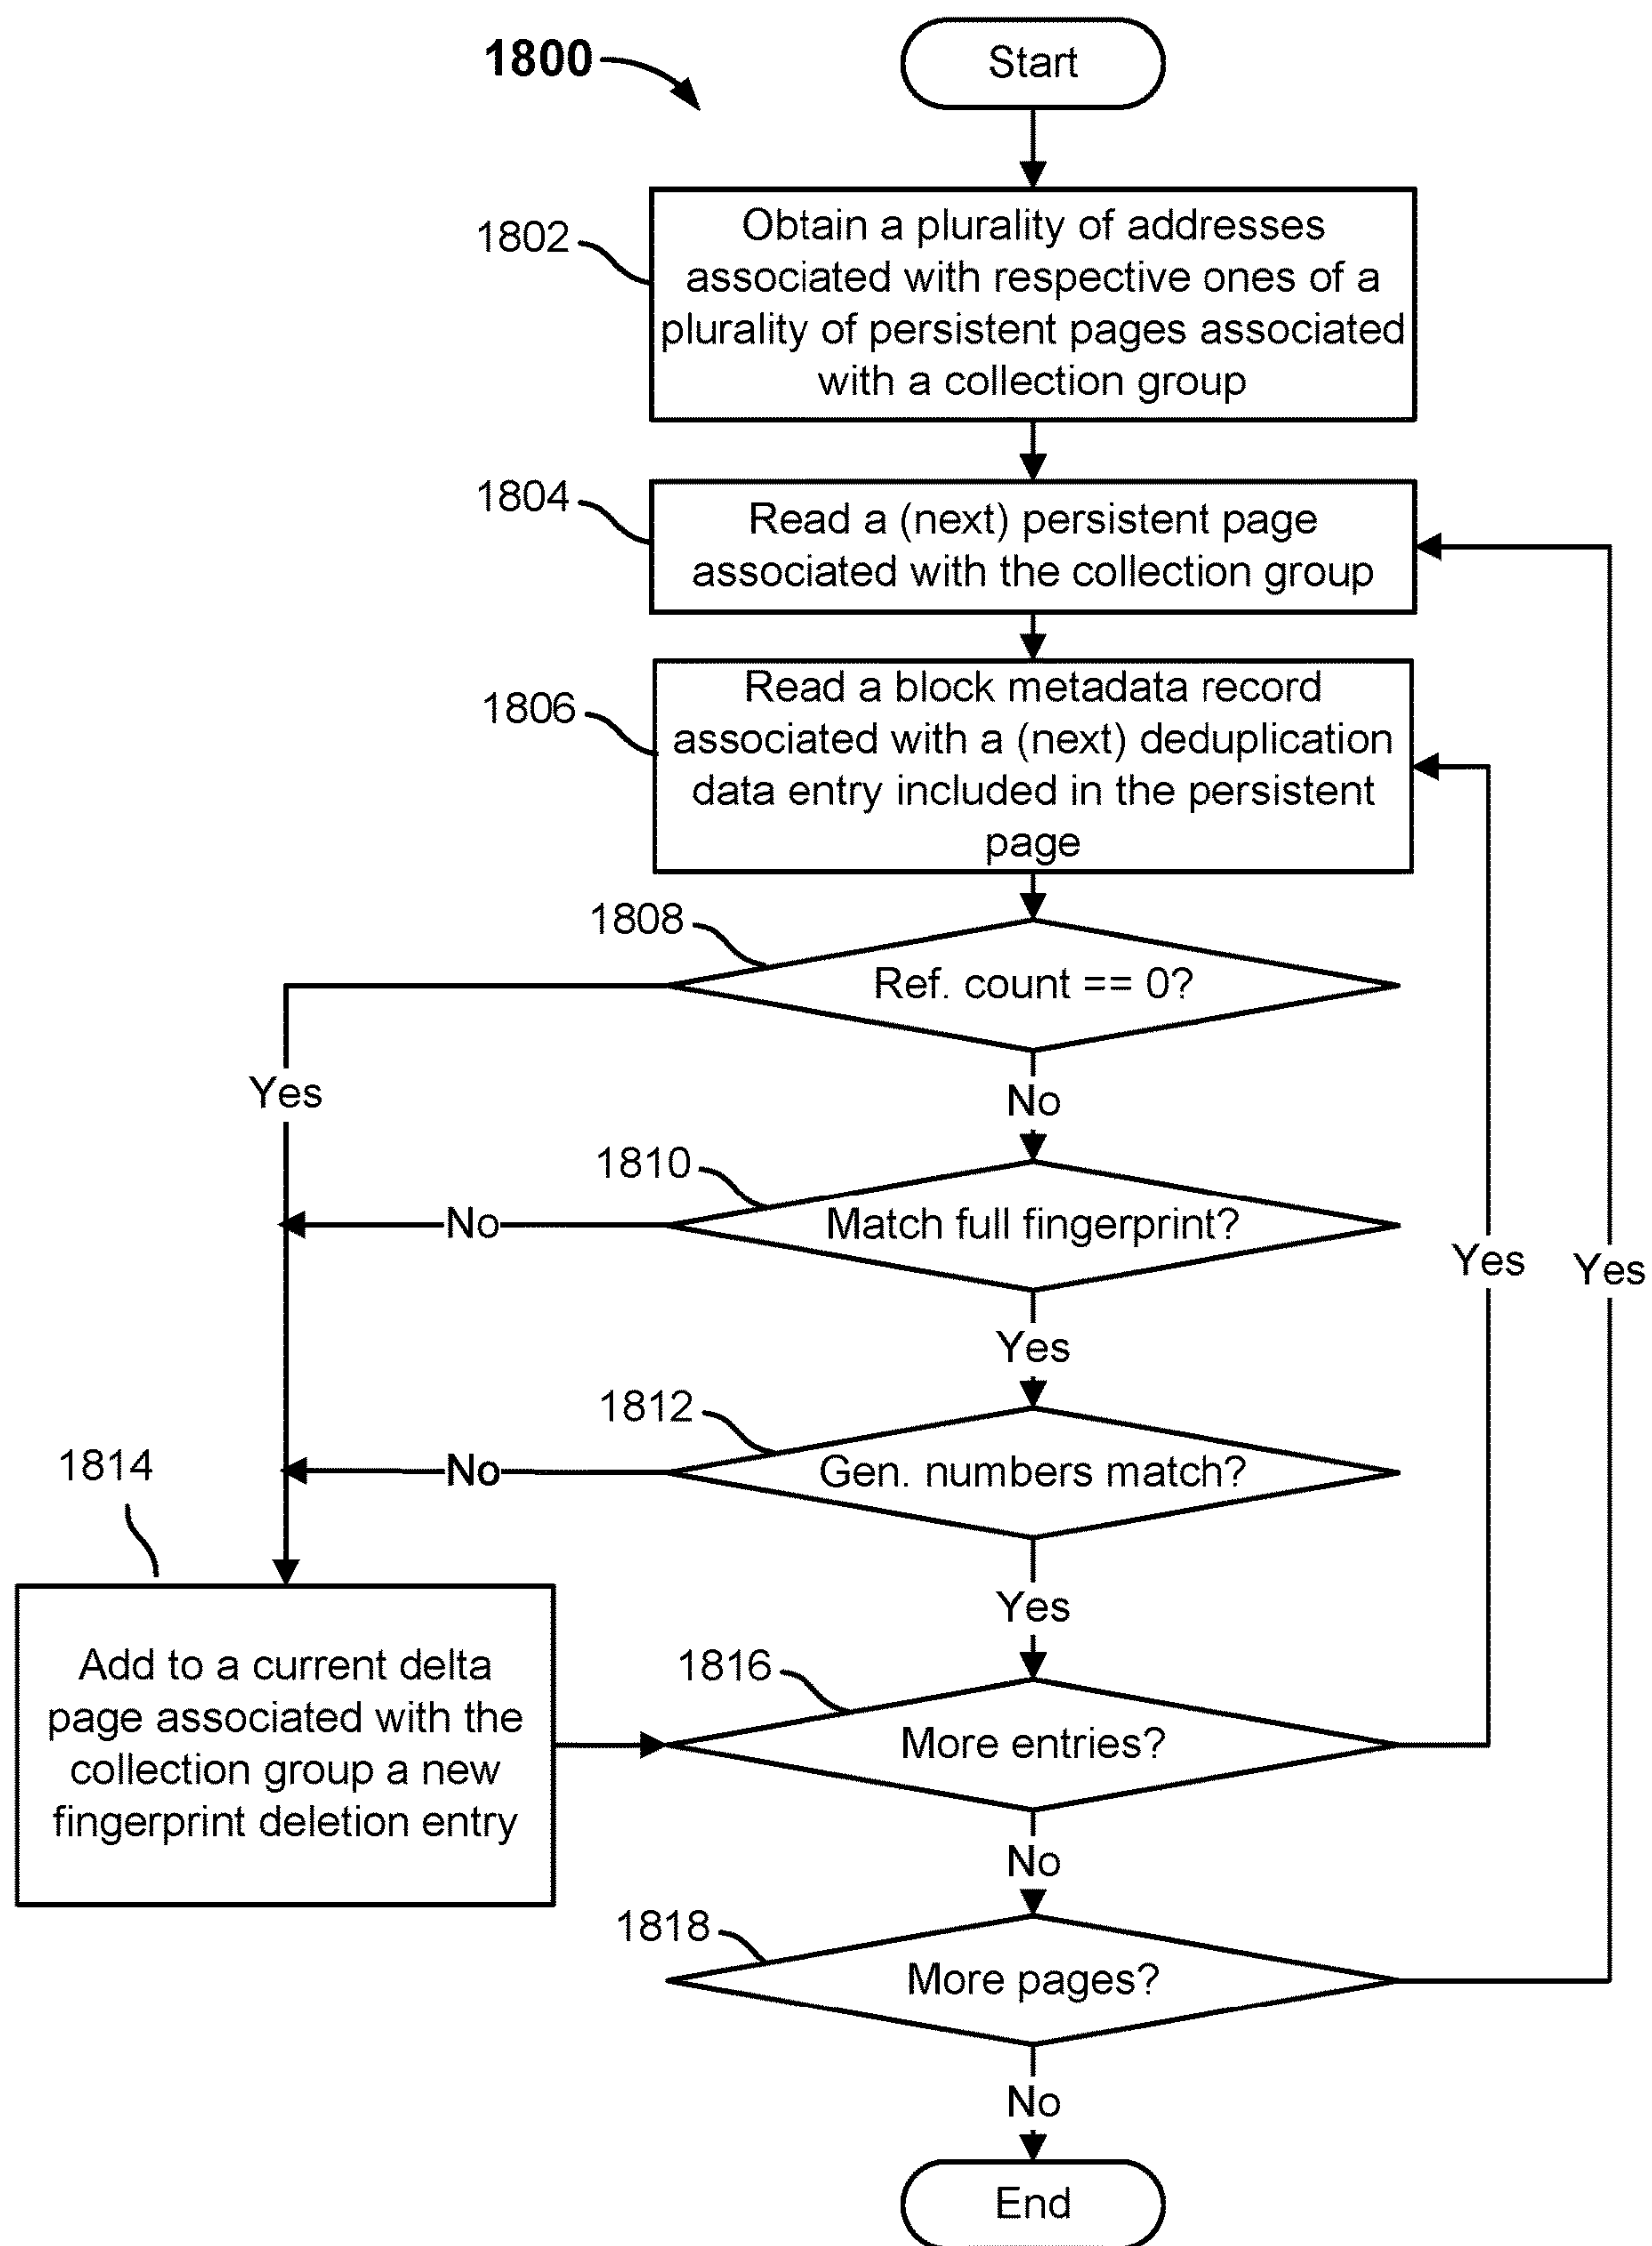 1800
Start
1802
Obtain a plurality of addresses
associated with respective ones of a
plurality of persistent pages associated
with a collection group
1804
Read a (next) persistent page
associated with the collection group
1806
Read a block metadata record
associated with a (next) deduplication
data entry included in the persistent
page
1808
Ref. count == 0?
Yes
No
1810
Match full fingerprint?
No
Yes
Yes
Yes
1812
Gen. numbers match?
No
Yes
1814
Add to a current delta
page associated with the
collection group a new
fingerprint deletion entry
1816
More entries?
No
1818
More pages?
No
End